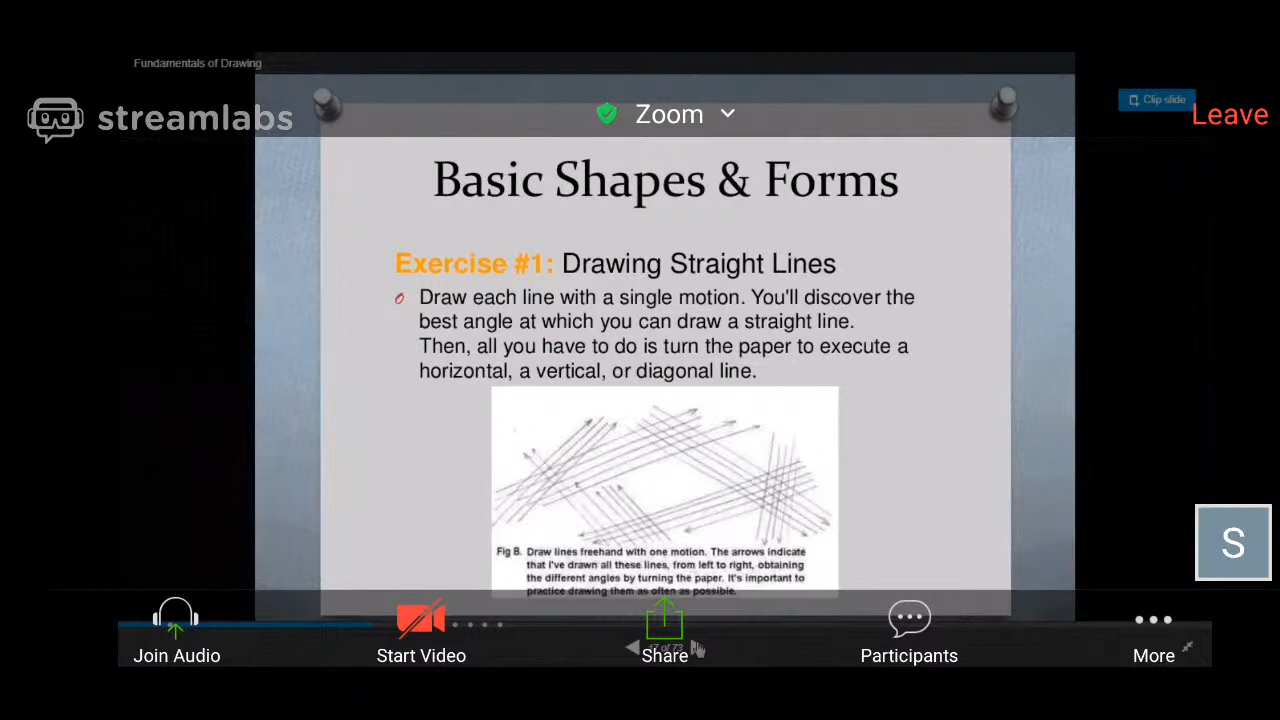 Fundamentals of Drawing
Clip slide
streamlabs
Zoom
Leave
Basic Shapes & Forms
Exercise #1: Drawing Straight Lines
Draw each line with a single motion. You'll discover the
best angle at which you can draw a straight line.
Then, all you have to do is turn the paper to execute a
horizontal, a vertical, or diagonal line.
Fig 8. Draw lines freehand with one motion. The arrows indicate
that I've drawn all these lines, from left to right, obtaining
the different angles by turning the paper. It's important to
practice drawing them as often as possible.
S
of 73
Join Audio
Start Video
Share
Participants
More